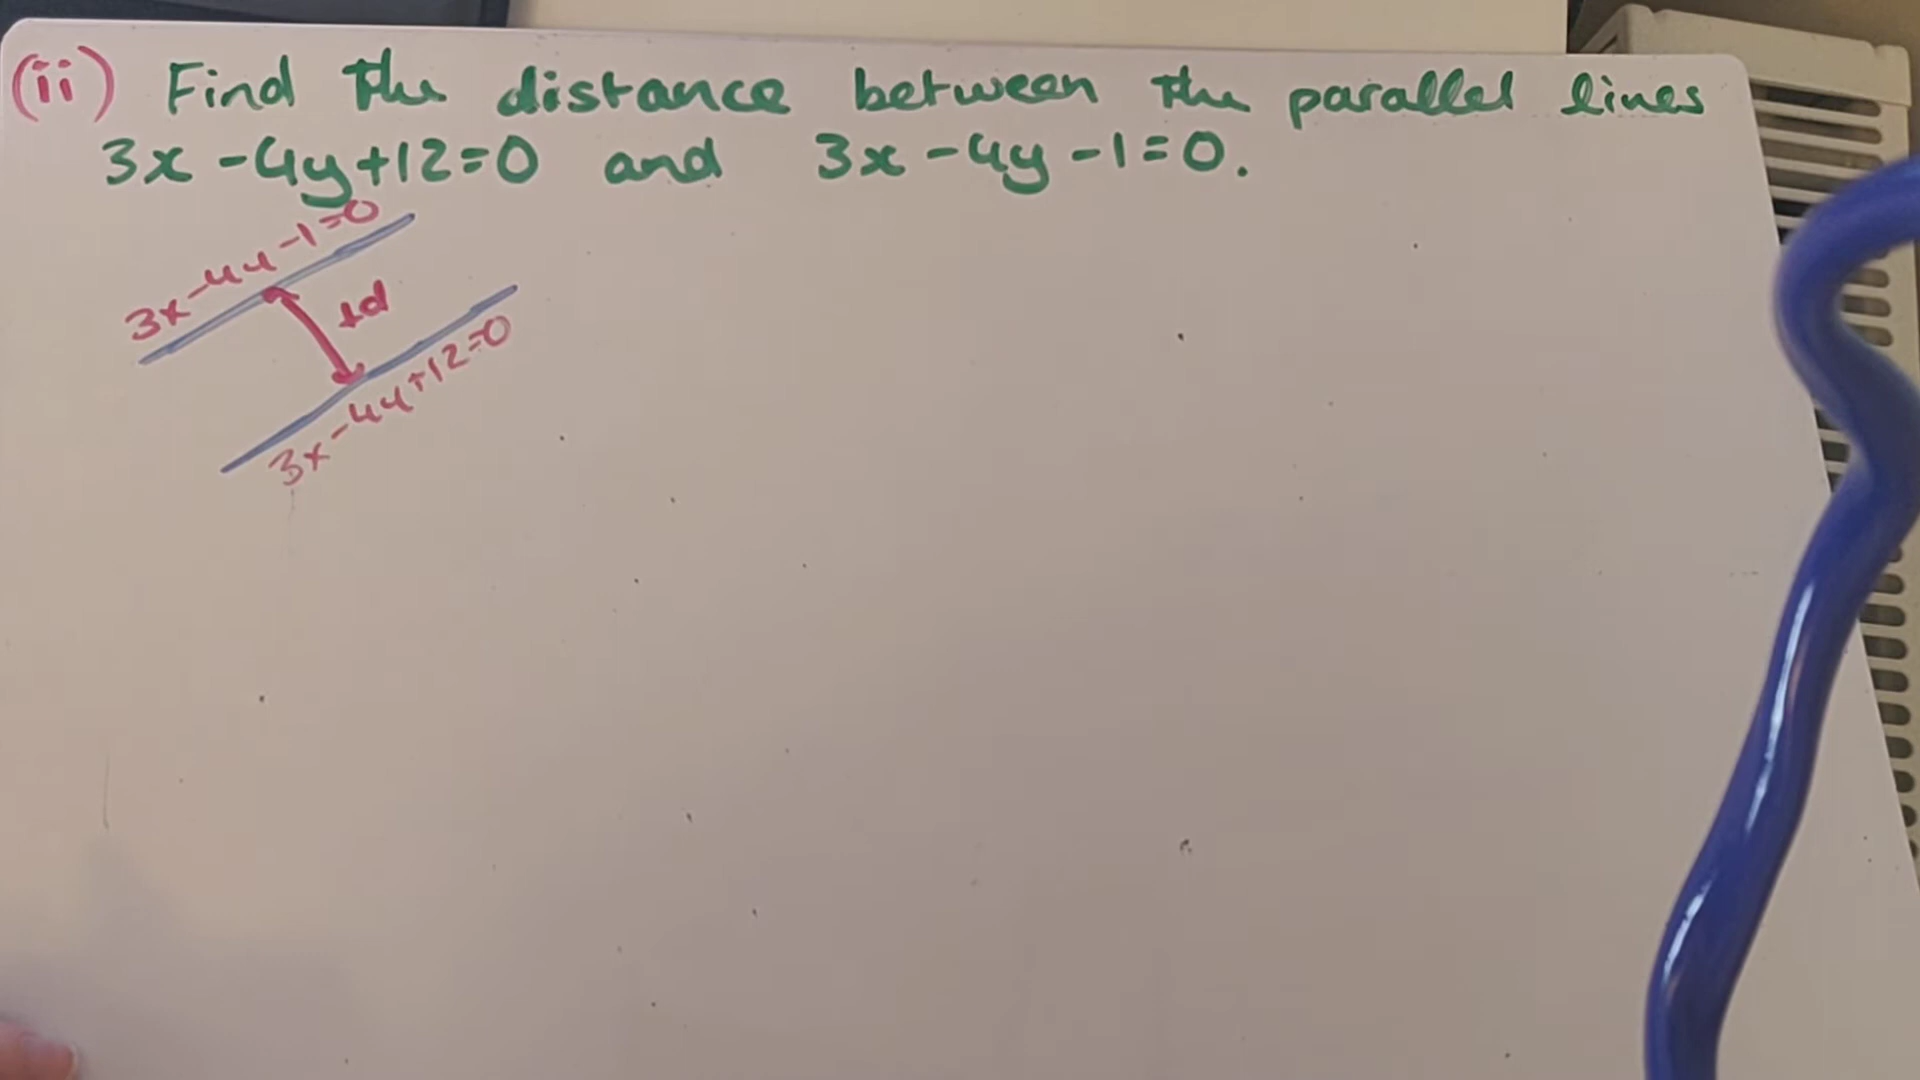 (ii) Find the distance between the parallel lines
3x - 4y + 12 = 0 and 3x - 4y - 1 = 0.
3x - 4y - 1 = 0
⊥d
3x - 4y + 12 = 0